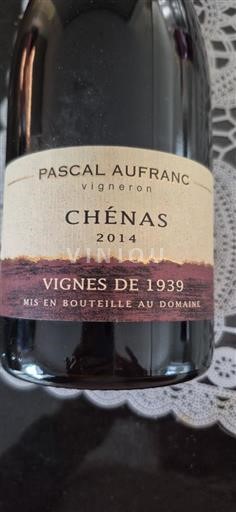 PASCAL AUFRANC
vigneron
CHÉNAS
2014
VINIOU
VIGNES DE 1939
MIS EN BOUTEILLE AU DOMAINE